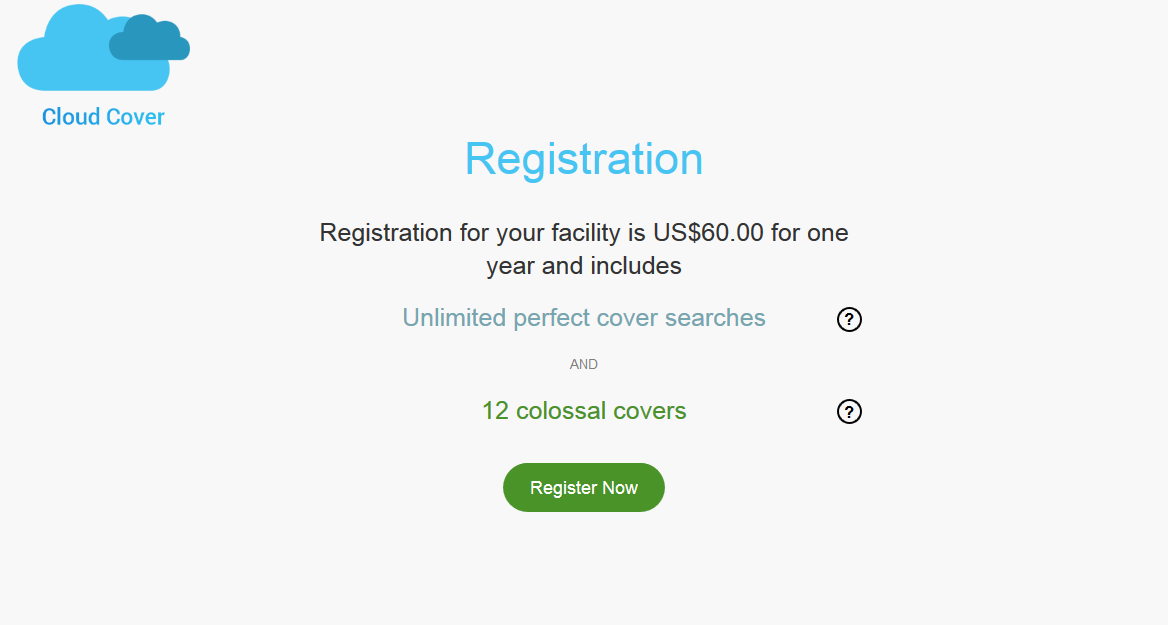 Cloud Cover
Registration
Registration for your facility is US$60.00 for one
year and includes
Unlimited perfect cover searches
?
AND
12 colossal covers
?
Register Now